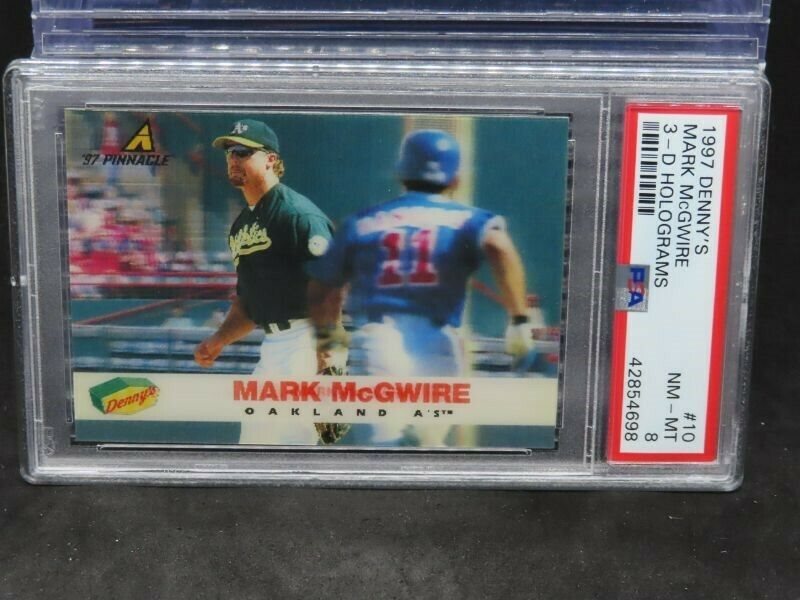 '97 PINNACLE
A's
Athletics
11
Denny's
MARK McGWIRE
OAKLAND A's™
1997 DENNY'S
MARK McGWIRE
3-D HOLOGRAMS
PSA
#10
NM-MT 8
42854698